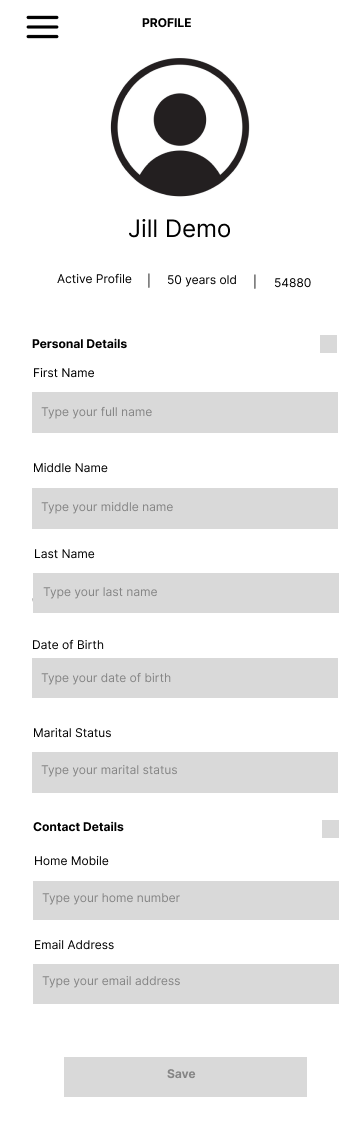 PROFILE
Jill Demo
Active Profile | 50 years old | 54880
Personal Details
First Name
Type your full name
Middle Name
Type your middle name
Last Name
Type your last name
Date of Birth
Type your date of birth
Marital Status
Type your marital status
Contact Details
Home Mobile
Type your home number
Email Address
Type your email address
Save